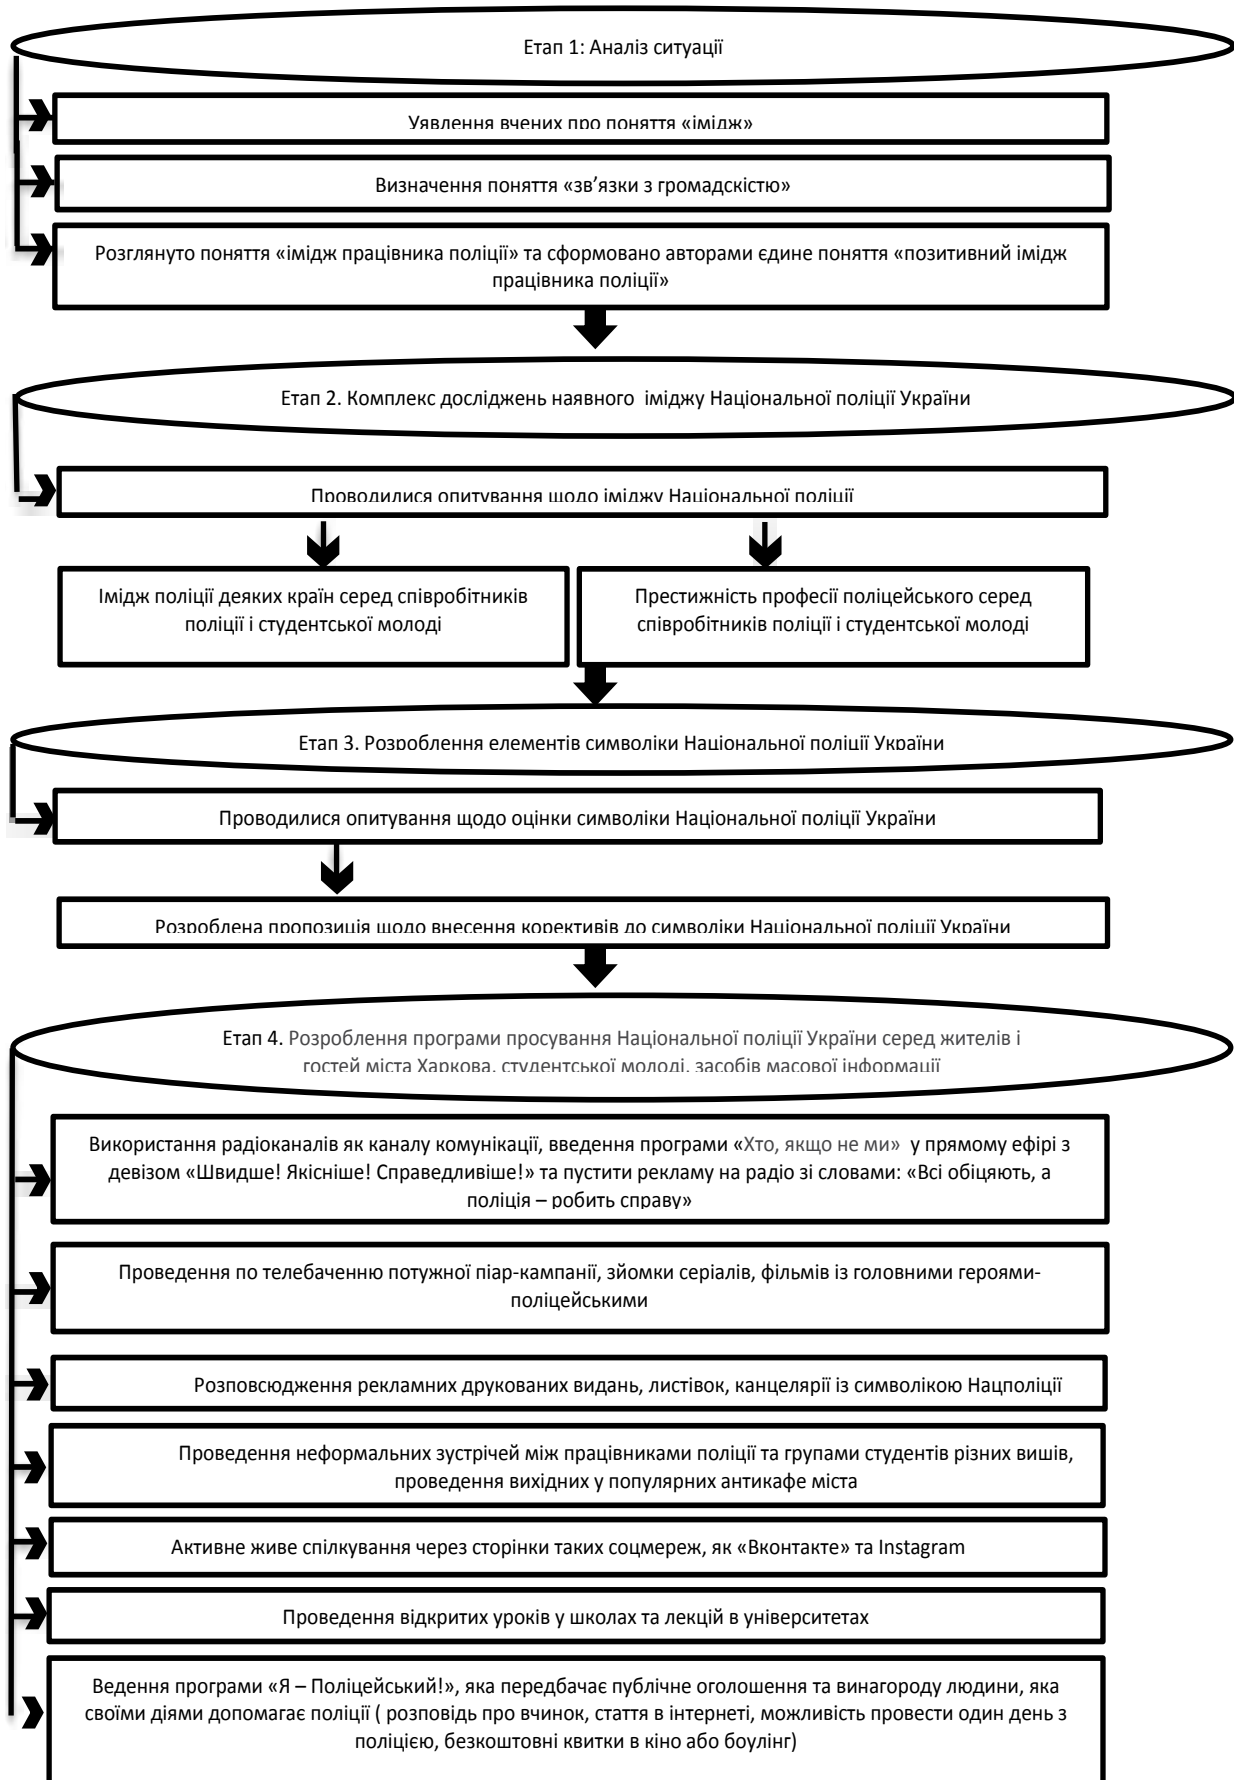 Етап 1: Аналіз ситуації
Уявлення вчених про поняття «імідж»
Визначення поняття «зв’язки з громадскістю»
Розглянуто поняття «імідж працівника поліції» та сформовано авторами єдине поняття «позитивний імідж
працівника поліції»
Етап 2. Комплекс досліджень наявного іміджу Національної поліції України
Проводилися опитування щодо іміджу Національної поліції
Імідж поліції деяких країн серед співробітників
поліції і студентської молоді
Престижність професії поліцейського серед
співробітників поліції і студентської молоді
Етап 3. Розроблення елементів символіки Національної поліції України
Проводилися опитування щодо оцінки символіки Національної поліції України
Розроблена пропозиція щодо внесення корективів до символіки Національної поліції України
Етап 4. Розроблення програми просування Національної поліції України серед жителів і
гостей міста Харкова, студентської молоді, засобів масової інформації
Використання радіоканалів як каналу комунікації, введення програми «Хто, якщо не ми» у прямому ефірі з
девізом «Швидше! Якісніше! Справедливіше!» та пустити рекламу на радіо зі словами: «Всі обіцяють, а
поліція – робить справу»
Проведення по телебаченню потужної піар-кампанії, зйомки серіалів, фільмів із головними героями-
поліцейськими
Розповсюдження рекламних друкованих видань, листівок, канцелярії із символікою Нацполіції
Проведення неформальних зустрічей між працівниками поліції та групами студентів різних вишів,
проведення вихідних у популярних антикафе міста
Активне живе спілкування через сторінки таких соцмереж, як «Вконтакте» та Instagram
Проведення відкритих уроків у школах та лекцій в університетах
Ведення програми «Я – Поліцейський!», яка передбачає публічне оголошення та винагороду людини, яка
своїми діями допомагає поліції ( розповідь про вчинок, стаття в інтернеті, можливість провести один день з
поліцією, безкоштовні квитки в кіно або боулінг)